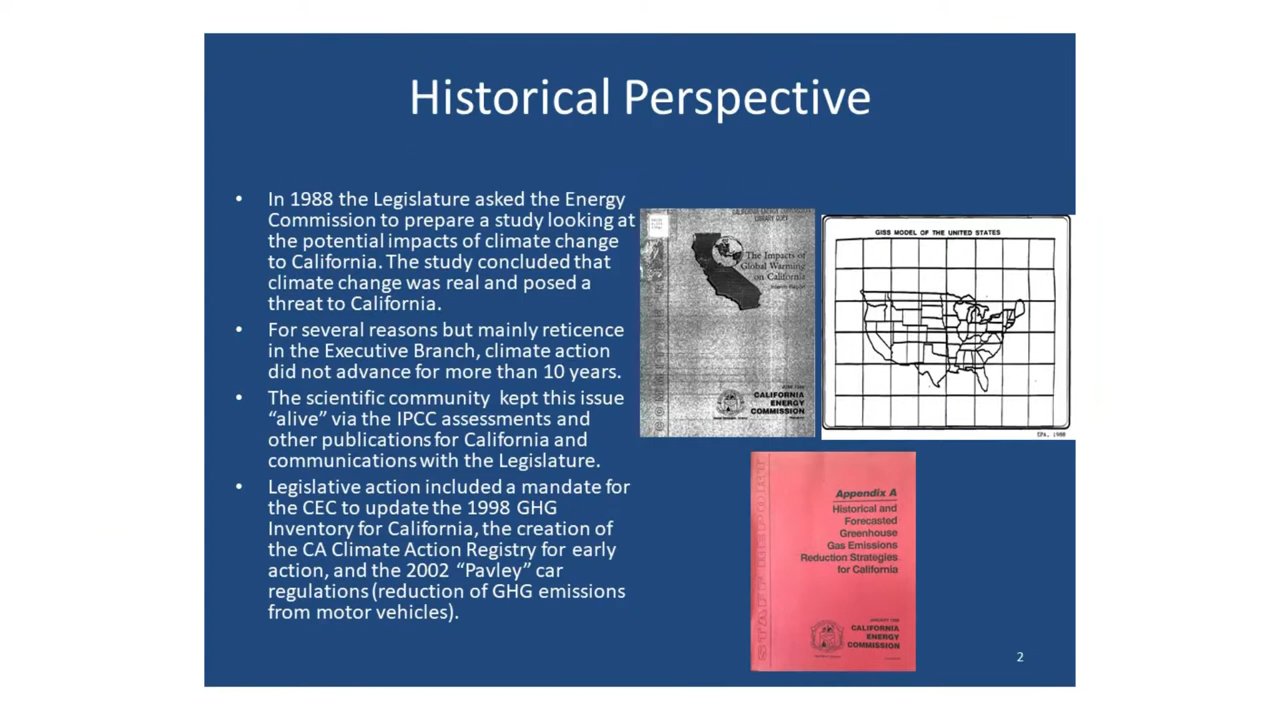 Historical Perspective
• In 1988 the Legislature asked the Energy
Commission to prepare a study looking at
the potential impacts of climate change
to California. The study concluded that
climate change was real and posed a
threat to California.
• For several reasons but mainly reticence
in the Executive Branch, climate action
did not advance for more than 10 years.
• The scientific community kept this issue
“alive” via the IPCC assessments and
other publications for California and
communications with the Legislature.
• Legislative action included a mandate for
the CEC to update the 1998 GHG
Inventory for California, the creation of
the CA Climate Action Registry for early
action, and the 2002 “Pavley” car
regulations (reduction of GHG emissions
from motor vehicles).
LIBRARY COPY
The Impacts of
Global Warming
on California
CALIFORNIA
ENERGY
COMMISSION
GISS MODEL OF THE UNITED STATES
EPA, 1988
Appendix A
Historical and
Forecasted
Greenhouse
Gas Emissions
Reduction Strategies
for California
STAFF REPORT
CALIFORNIA
ENERGY
COMMISSION
2